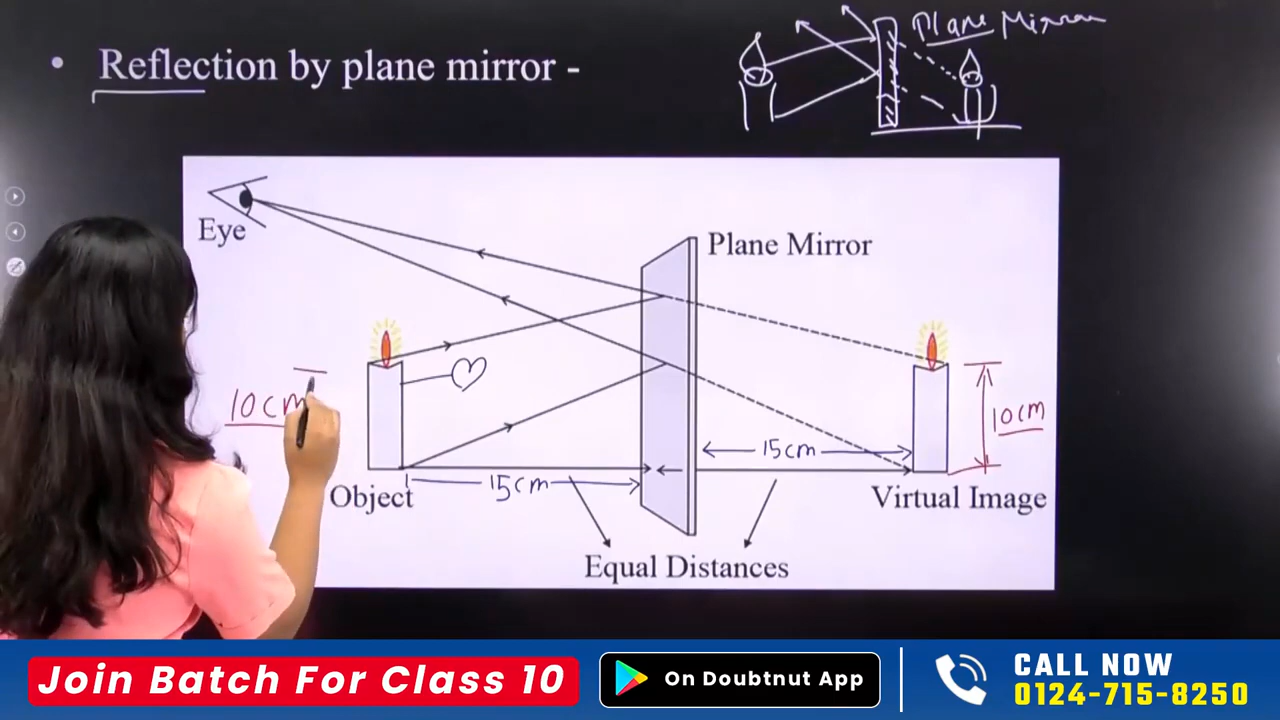 • Reflection by plane mirror -
Plane Mirror
Eye
Plane Mirror
10cm
10cm
15cm
15cm
Object
Virtual Image
Equal Distances
Join Batch For Class 10
On Doubtnut App
CALL NOW
0124-715-8250